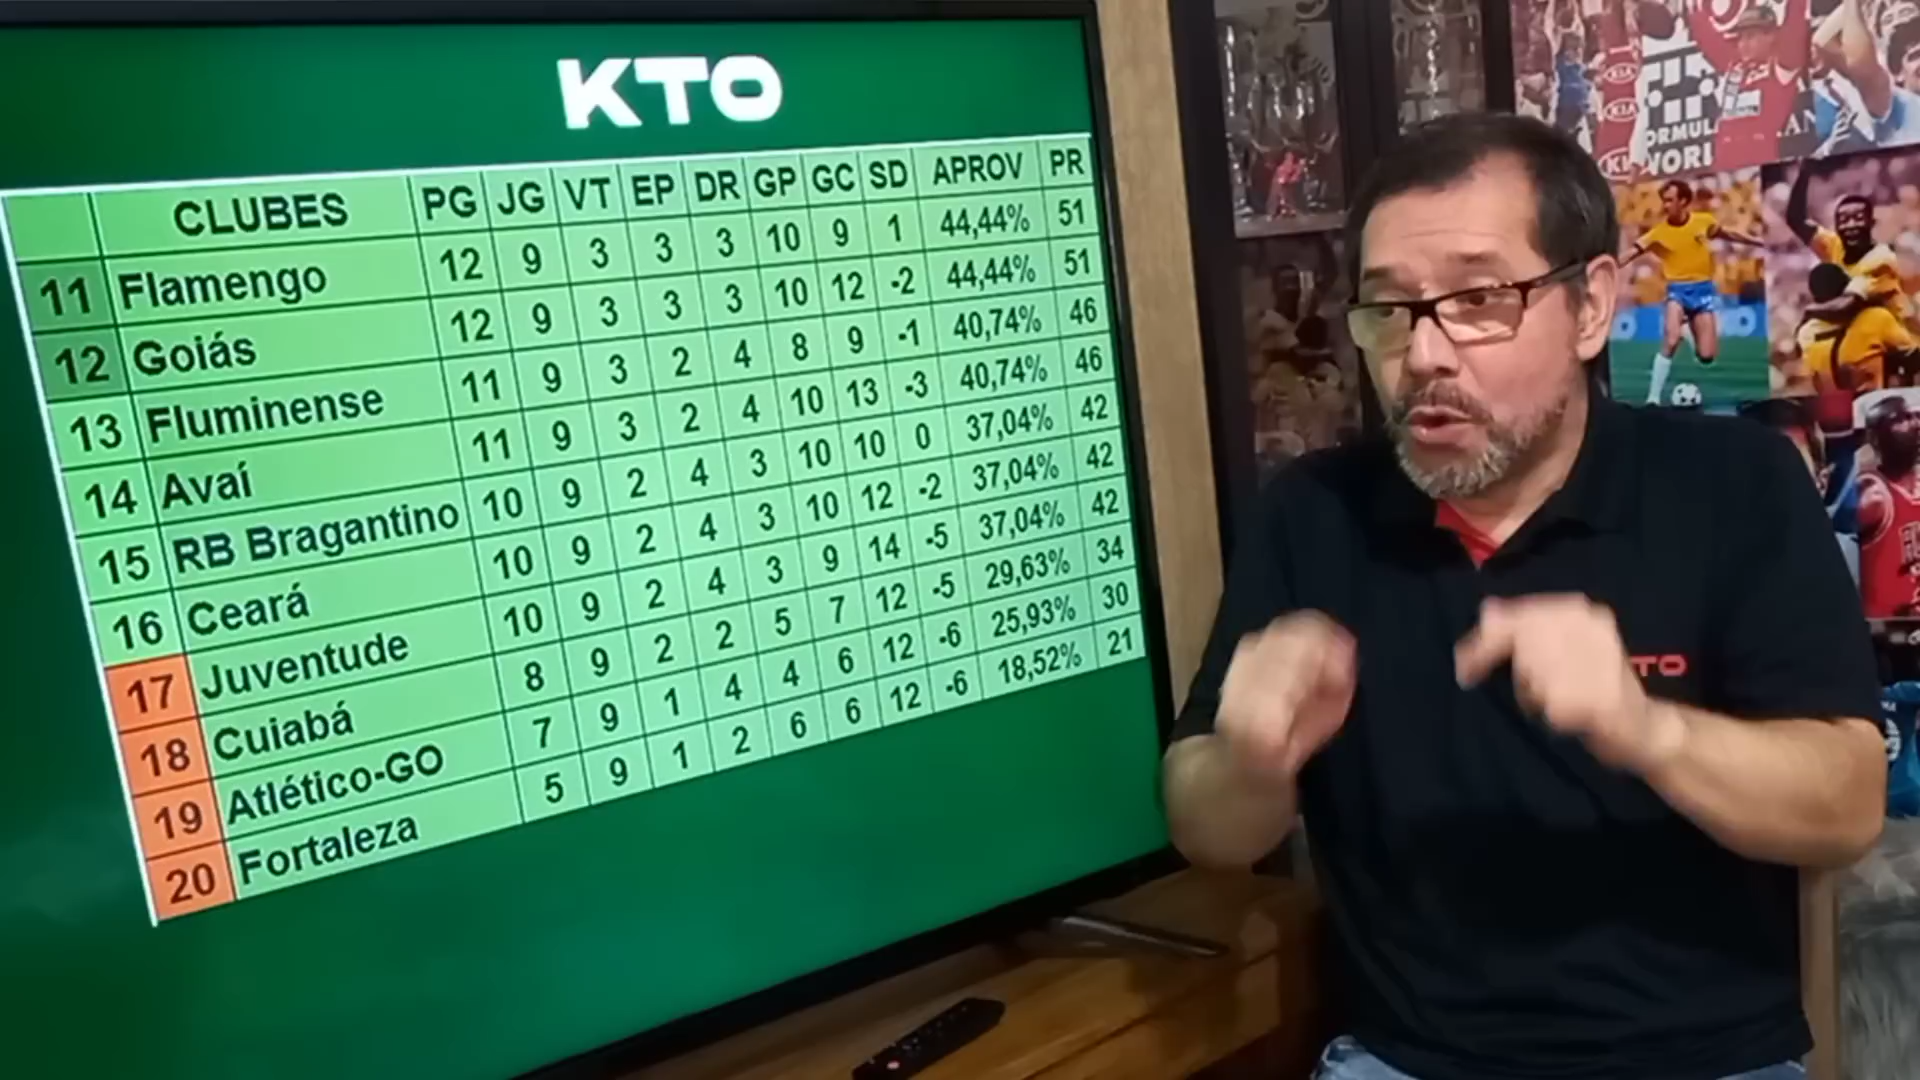 KTO
CLUBES PG JG VT EP DR GP GC SD APROV PR
11 Flamengo 12 9 3 3 3 10 9 1 44,44% 51
12 Goiás 12 9 3 3 3 10 12 -2 44,44% 51
13 Fluminense 11 9 3 2 4 8 9 -1 40,74% 46
14 Avaí 11 9 3 2 4 10 13 -3 40,74% 46
15 RB Bragantino 10 9 2 4 3 10 10 0 37,04% 42
16 Ceará 10 9 2 4 3 10 12 -2 37,04% 42
17 Juventude 10 9 2 4 3 9 14 -5 37,04% 42
18 Cuiabá 8 9 2 2 5 7 12 -5 29,63% 34
19 Atlético-GO 7 9 1 4 4 6 12 -6 25,93% 30
20 Fortaleza 5 9 1 2 6 6 12 -6 18,52% 21
KIA
KIA
TO